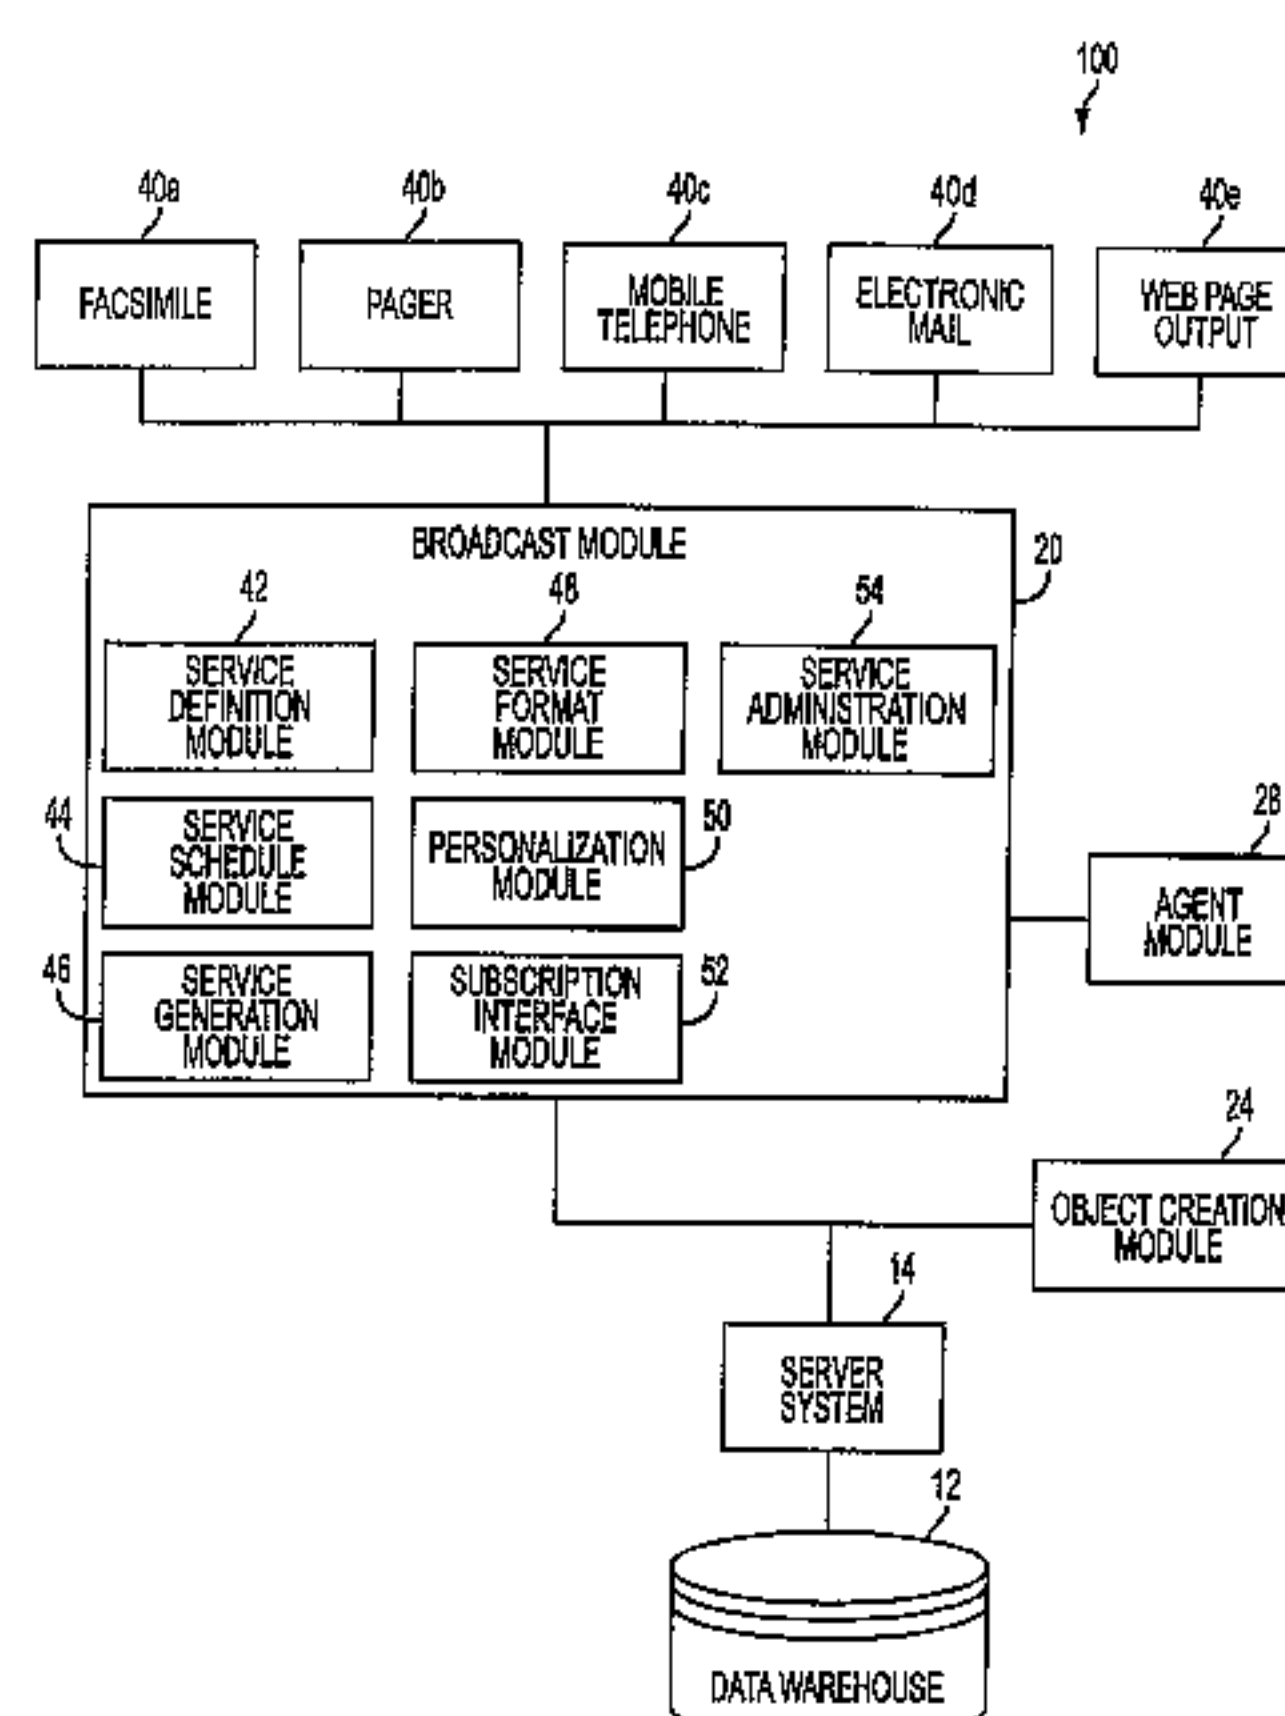 100
40a 40b 40c 40d 40e
FACSIMILE
PAGER
MOBILE
TELEPHONE
ELECTRONIC
MAIL
WEB PAGE
OUTPUT
BROADCAST MODULE
20
42
48
54
SERVICE
DEFINITION
MODULE
SERVICE
FORMAT
MODULE
SERVICE
ADMINISTRATION
MODULE
44
SERVICE
SCHEDULE
MODULE
PERSONALIZATION
MODULE
50
28
AGENT
MODULE
46
SERVICE
GENERATION
MODULE
SUBSCRIPTION
INTERFACE
MODULE
52
24
OBJECT CREATION
MODULE
14
SERVER
SYSTEM
12
DATA WAREHOUSE